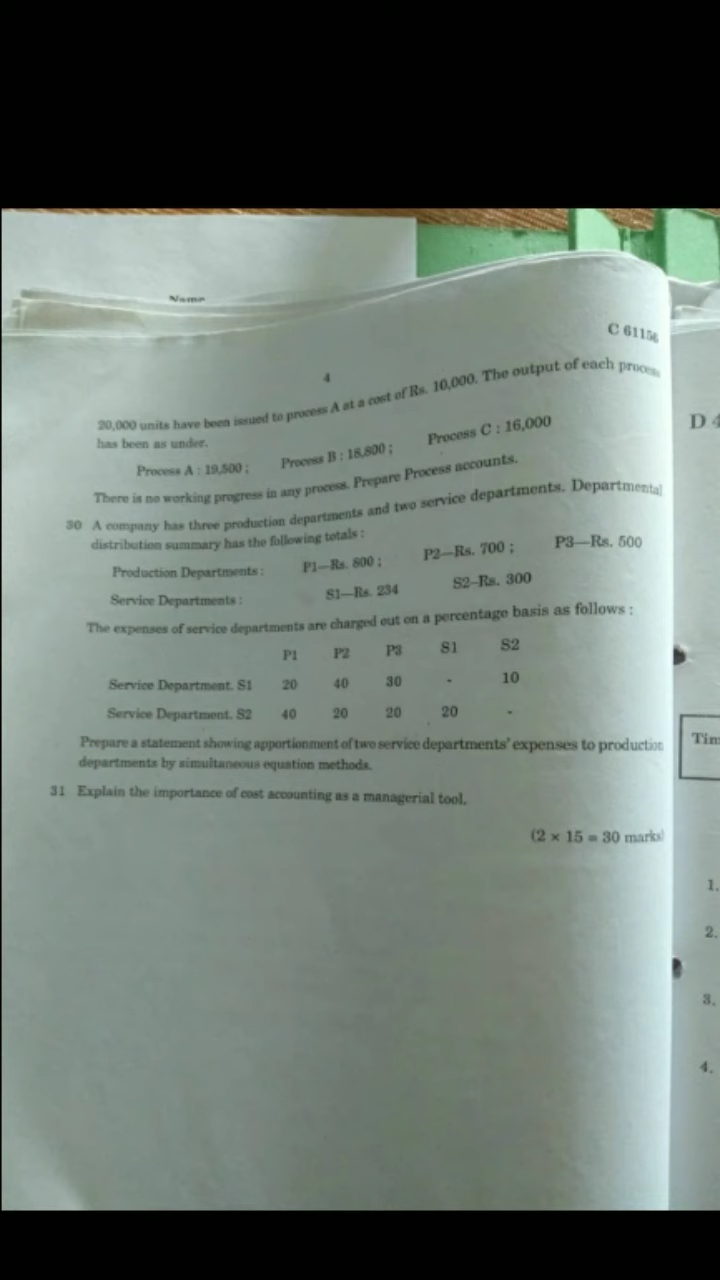 Name
C 61156
4
20,000 units have been issued to process A at a cost of Rs. 10,000. The output of each process
has been as under.
Process A : 19,500 ; Process B : 18,800 ; Process C : 16,000
There is no working progress in any process. Prepare Process accounts.
30 A company has three production departments and two service departments. Departmental
distribution summary has the following totals :
Production Departments : P1—Rs. 800 ; P2—Rs. 700 ; P3—Rs. 500
Service Departments : S1—Rs. 234 S2–Rs. 300
The expenses of service departments are charged out on a percentage basis as follows :
P1 P2 P3 S1 S2
Service Department. S1 20 40 30 - 10
Service Department. S2 40 20 20 20 -
Prepare a statement showing apportionment of two service departments' expenses to production
departments by simultaneous equation methods.
31 Explain the importance of cost accounting as a managerial tool.
(2 × 15 = 30 marks)
D 4
1.
2.
3.
4.